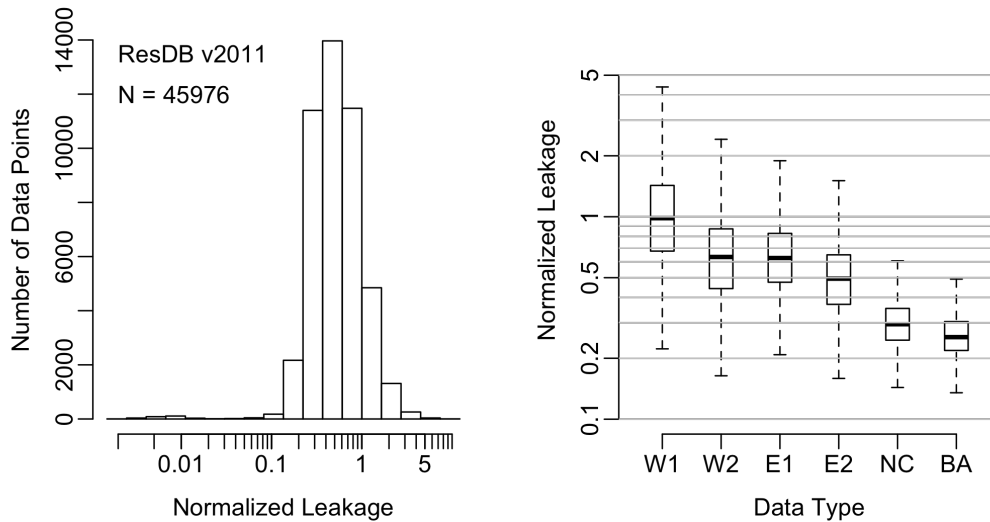 14000
10000
6000
2000
0
Number of Data Points
ResDB v2011
N = 45976
0.01 0.1 1 5
Normalized Leakage
5
2
1
0.5
0.2
0.1
Normalized Leakage
W1 W2 E1 E2 NC BA
Data Type